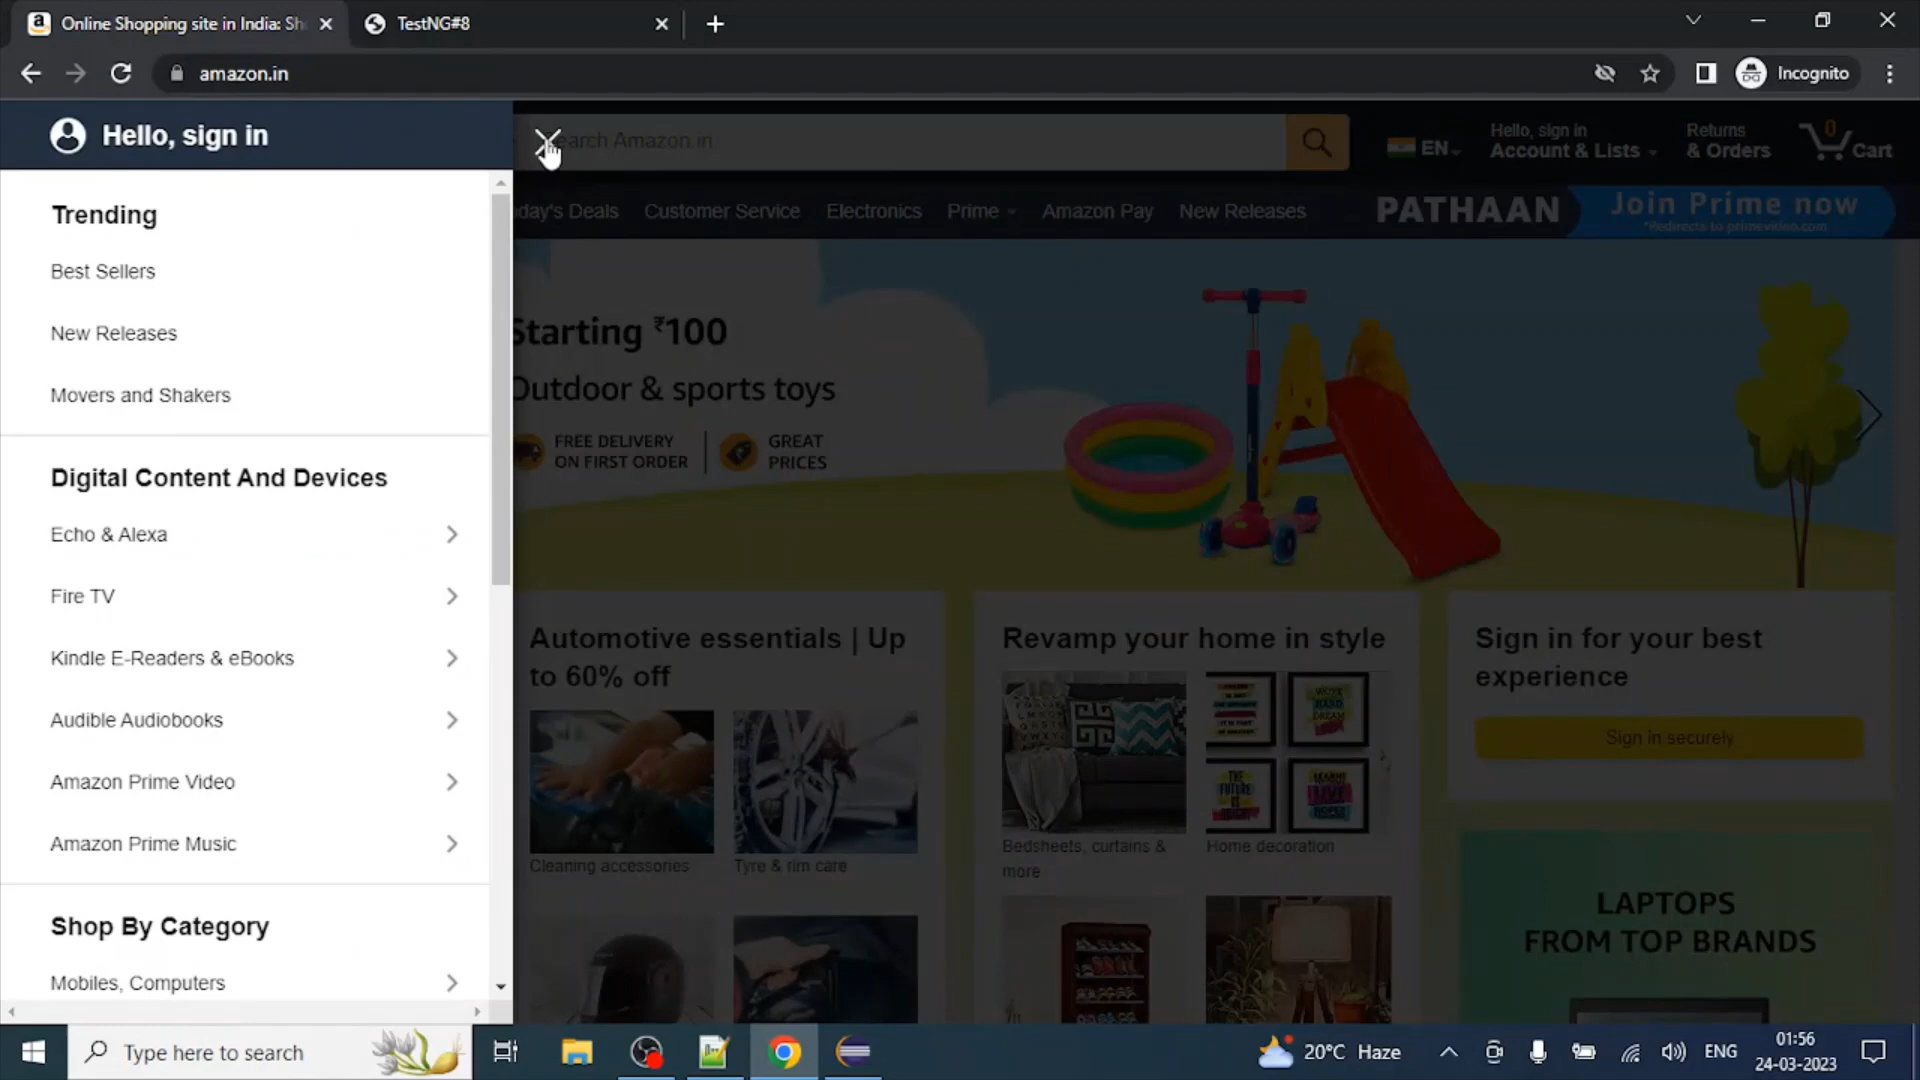 Online Shopping site in India: Sh
TestNG#8
amazon.in
Incognito
Hello, sign in
Search Amazon.in
EN
Hello, sign in
Account & Lists
Returns
& Orders
0
Cart
day's Deals
Customer Service
Electronics
Prime
Amazon Pay
New Releases
PATHAAN
Join Prime now
*Redirects to primevideo.com
Trending
Best Sellers
New Releases
Movers and Shakers
Digital Content And Devices
Echo & Alexa
Fire TV
Kindle E-Readers & eBooks
Audible Audiobooks
Amazon Prime Video
Amazon Prime Music
Shop By Category
Mobiles, Computers
Starting ₹100
Outdoor & sports toys
FREE DELIVERY
ON FIRST ORDER
GREAT
PRICES
Automotive essentials | Up
to 60% off
Cleaning accessories
Tyre & rim care
Revamp your home in style
Bedsheets, curtains &
more
Home decoration
Sign in for your best
experience
Sign in securely
LAPTOPS
FROM TOP BRANDS
Type here to search
20°C Haze
ENG
01:56
24-03-2023